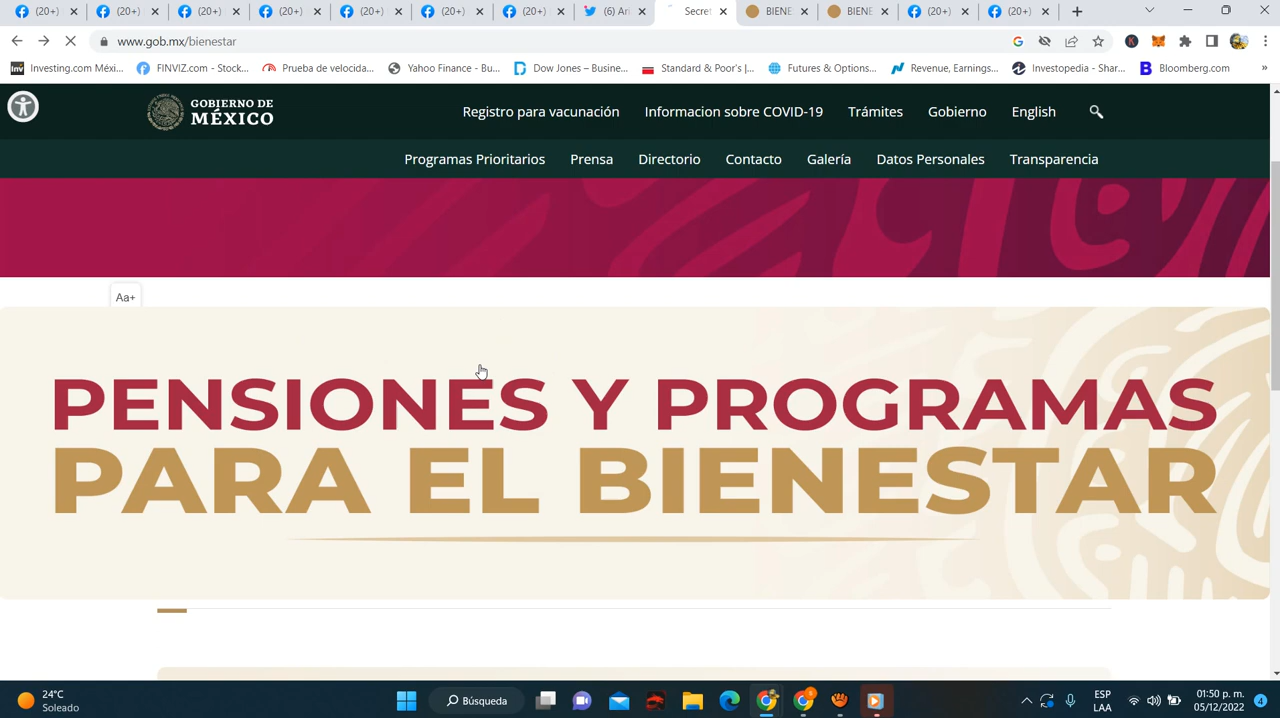 (20+) (20+) (20+) (20+) (20+) (20+) (20+) (6) An Secret BIENE BIENE (20+) (20+)
www.gob.mx/bienestar
Investing.com Méxi... FINVIZ.com - Stock... Prueba de velocida... Yahoo Finance - Bu... Dow Jones – Busine... Standard & Poor's |... Futures & Options... Revenue, Earnings... Investopedia - Shar... Bloomberg.com »
GOBIERNO DE
MÉXICO
Registro para vacunación Informacion sobre COVID-19 Trámites Gobierno English
Programas Prioritarios Prensa Directorio Contacto Galería Datos Personales Transparencia
Aa+
PENSIONES Y PROGRAMAS
PARA EL BIENESTAR
24°C
Soleado
Búsqueda
ESP
LAA
01:50 p. m.
05/12/2022
4